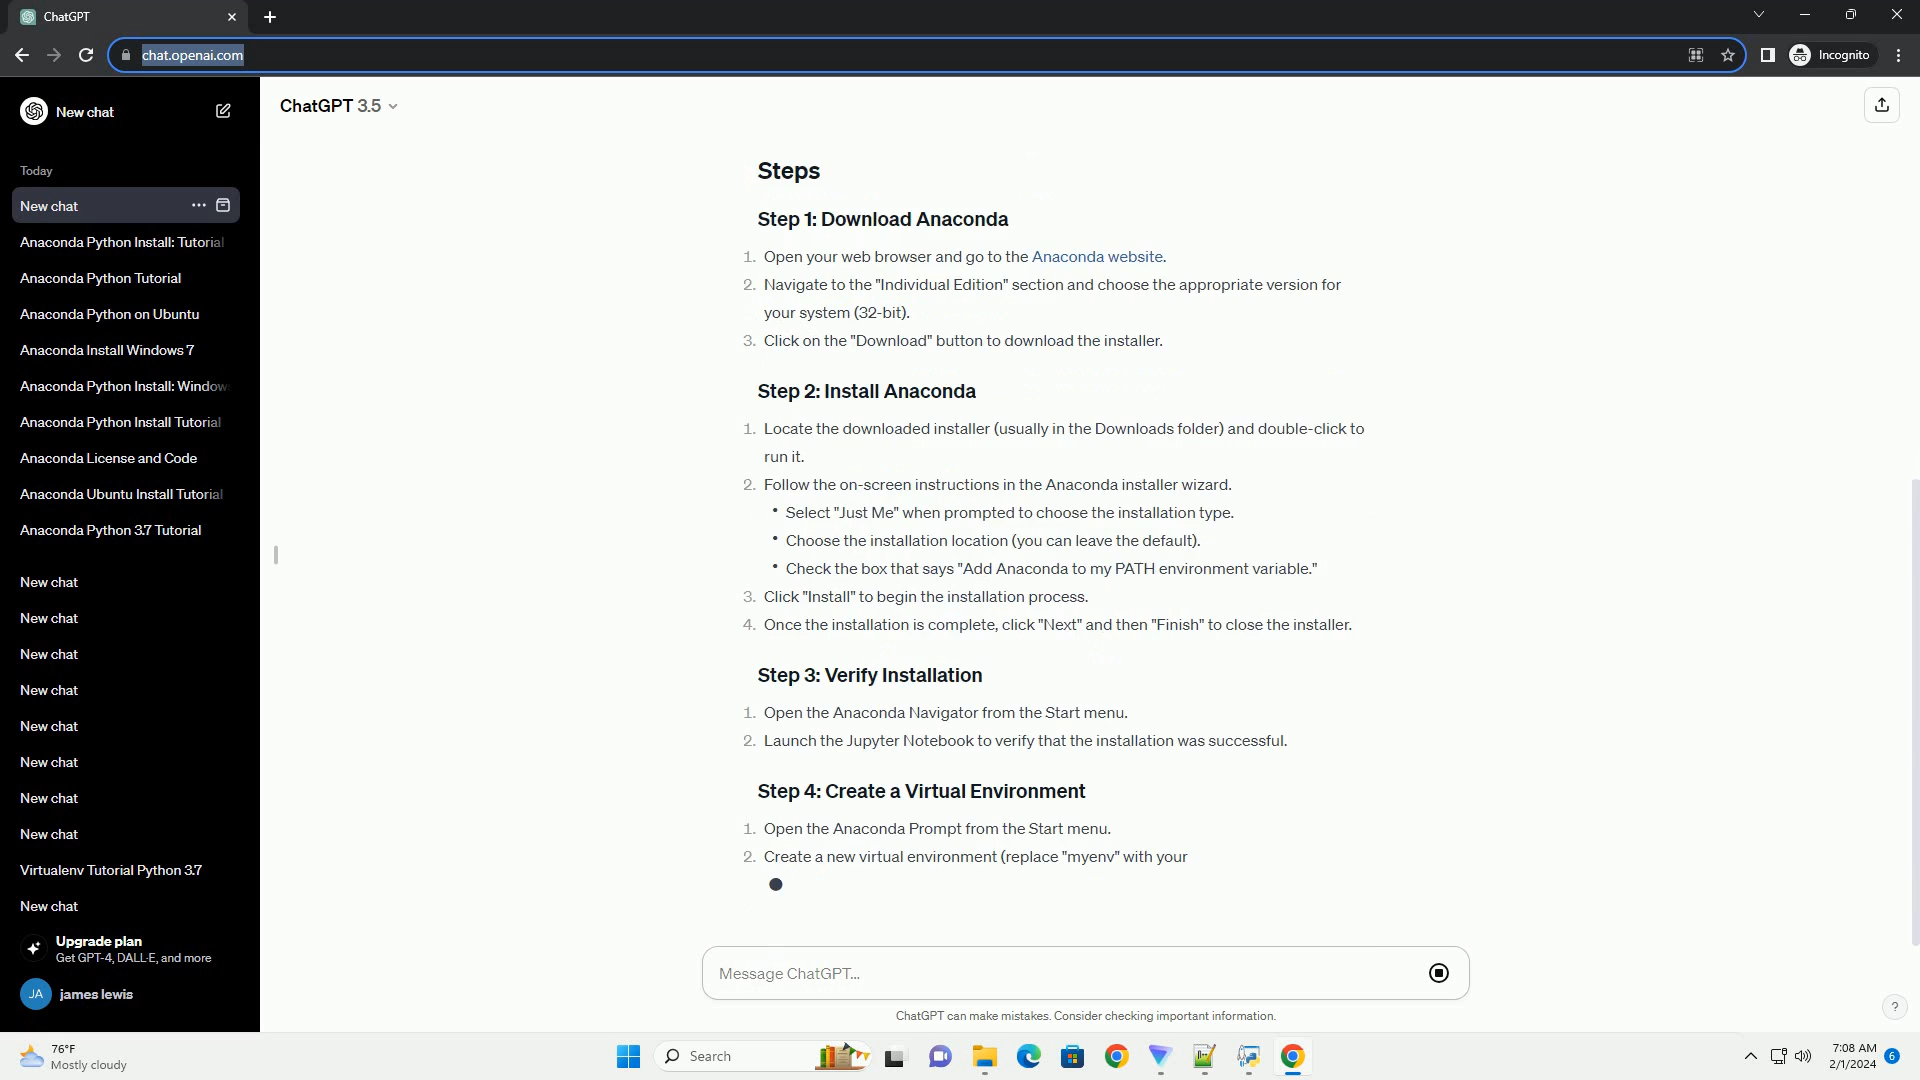 ChatGPT
chat.openai.com
Incognito
New chat
Today
New chat
Anaconda Python Install: Tutorial
Anaconda Python Tutorial
Anaconda Python on Ubuntu
Anaconda Install Windows 7
Anaconda Python Install: Window
Anaconda Python Install Tutorial
Anaconda License and Code
Anaconda Ubuntu Install Tutorial
Anaconda Python 3.7 Tutorial
New chat
New chat
New chat
New chat
New chat
New chat
New chat
New chat
Virtualenv Tutorial Python 3.7
New chat
Upgrade plan
Get GPT-4, DALL·E, and more
JA james lewis
ChatGPT 3.5
Steps
Step 1: Download Anaconda
1. Open your web browser and go to the Anaconda website.
2. Navigate to the "Individual Edition" section and choose the appropriate version for
your system (32-bit).
3. Click on the "Download" button to download the installer.
Step 2: Install Anaconda
1. Locate the downloaded installer (usually in the Downloads folder) and double-click to
run it.
2. Follow the on-screen instructions in the Anaconda installer wizard.
• Select "Just Me" when prompted to choose the installation type.
• Choose the installation location (you can leave the default).
• Check the box that says "Add Anaconda to my PATH environment variable."
3. Click "Install" to begin the installation process.
4. Once the installation is complete, click "Next" and then "Finish" to close the installer.
Step 3: Verify Installation
1. Open the Anaconda Navigator from the Start menu.
2. Launch the Jupyter Notebook to verify that the installation was successful.
Step 4: Create a Virtual Environment
1. Open the Anaconda Prompt from the Start menu.
2. Create a new virtual environment (replace "myenv" with your
Message ChatGPT...
ChatGPT can make mistakes. Consider checking important information.
?
76°F
Mostly cloudy
Search
7:08 AM
2/1/2024
6